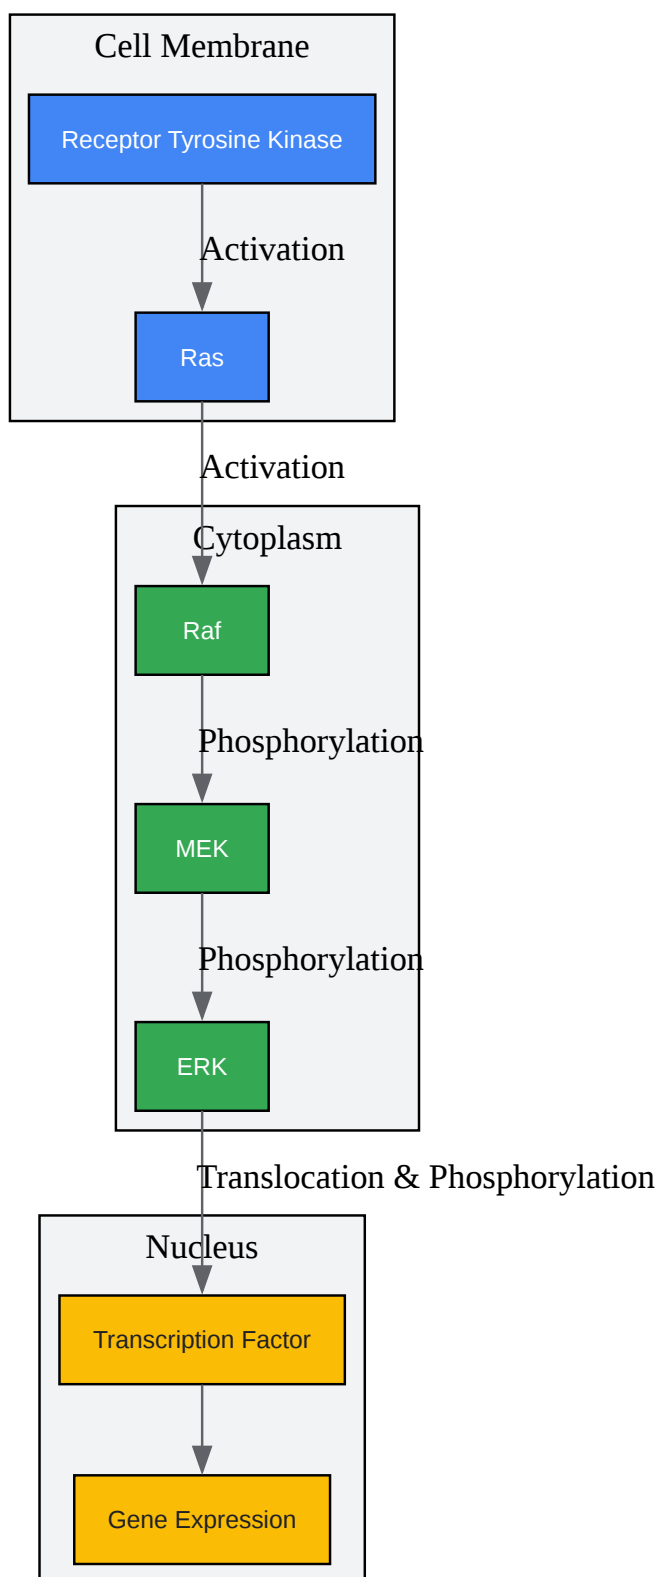 Cell Membrane
Receptor Tyrosine Kinase
Activation
Ras
Activation
Cytoplasm
Raf
Phosphorylation
MEK
Phosphorylation
ERK
Translocation & Phosphorylation
Nucleus
Transcription Factor
Gene Expression